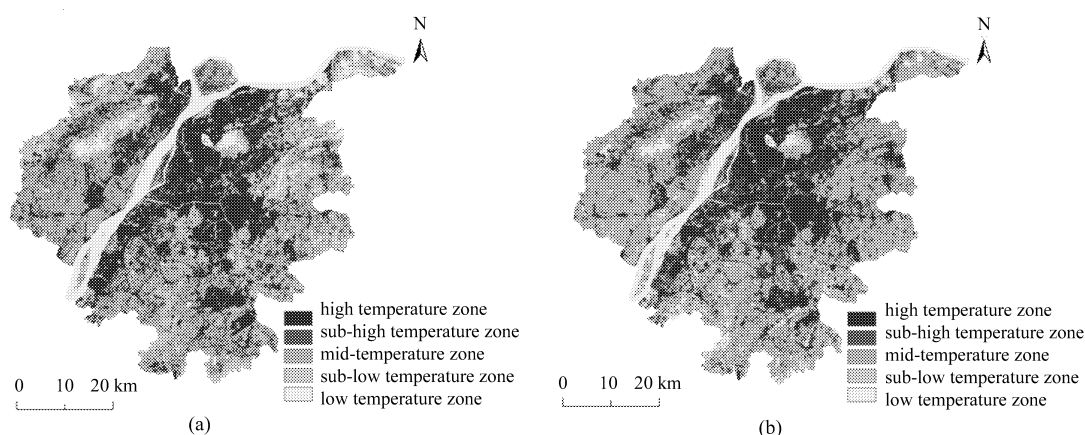 N
high temperature zone
sub-high temperature zone
mid-temperature zone
sub-low temperature zone
low temperature zone
0 10 20 km
(a)
N
high temperature zone
sub-high temperature zone
mid-temperature zone
sub-low temperature zone
low temperature zone
0 10 20 km
(b)